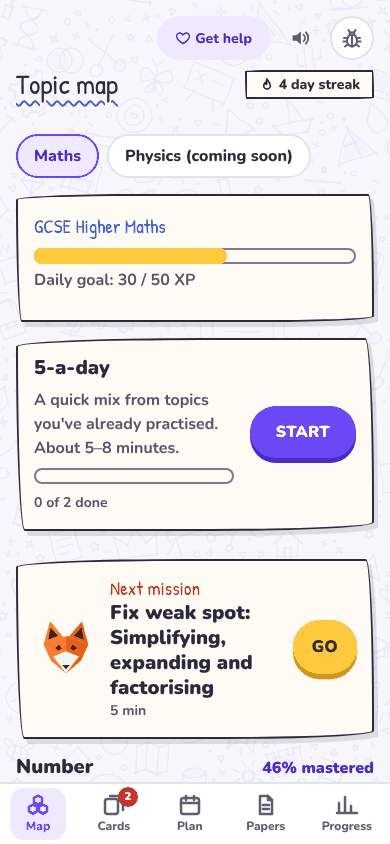 Get help
Topic map
4 day streak
Maths
Physics (coming soon)
GCSE Higher Maths
Daily goal: 30 / 50 XP
5-a-day
A quick mix from topics
you've already practised.
About 5–8 minutes.
START
0 of 2 done
Next mission
Fix weak spot:
Simplifying,
expanding and
factorising
GO
5 min
Number
46% mastered
2
Map
Cards
Plan
Papers
Progress